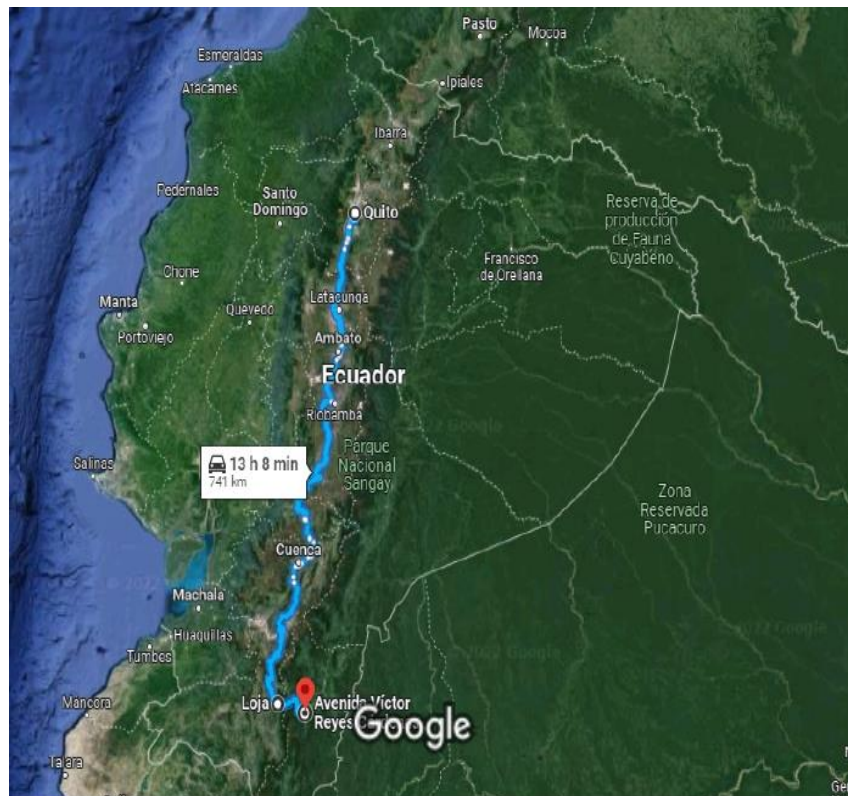 Pasto
Mocoa
Esmeraldas
Atacames
Ipiales
Ibarra
Pedernales
Santo
Domingo
Quito
Reserva de
producción
de Fauna
Cuyabeno
Francisco
de Orellana
Chone
Latacunga
Manta
Quevedo
Portoviejo
Ambato
Ecuador
Riobamba
Parque
Nacional
Sangay
13 h 8 min
741 km
Salinas
Zona
Reservada
Pucacuro
Cuenca
Machala
Huaquillas
Tumbes
Loja
Avenida Víctor
Reyes
Máncora
Google
Talara